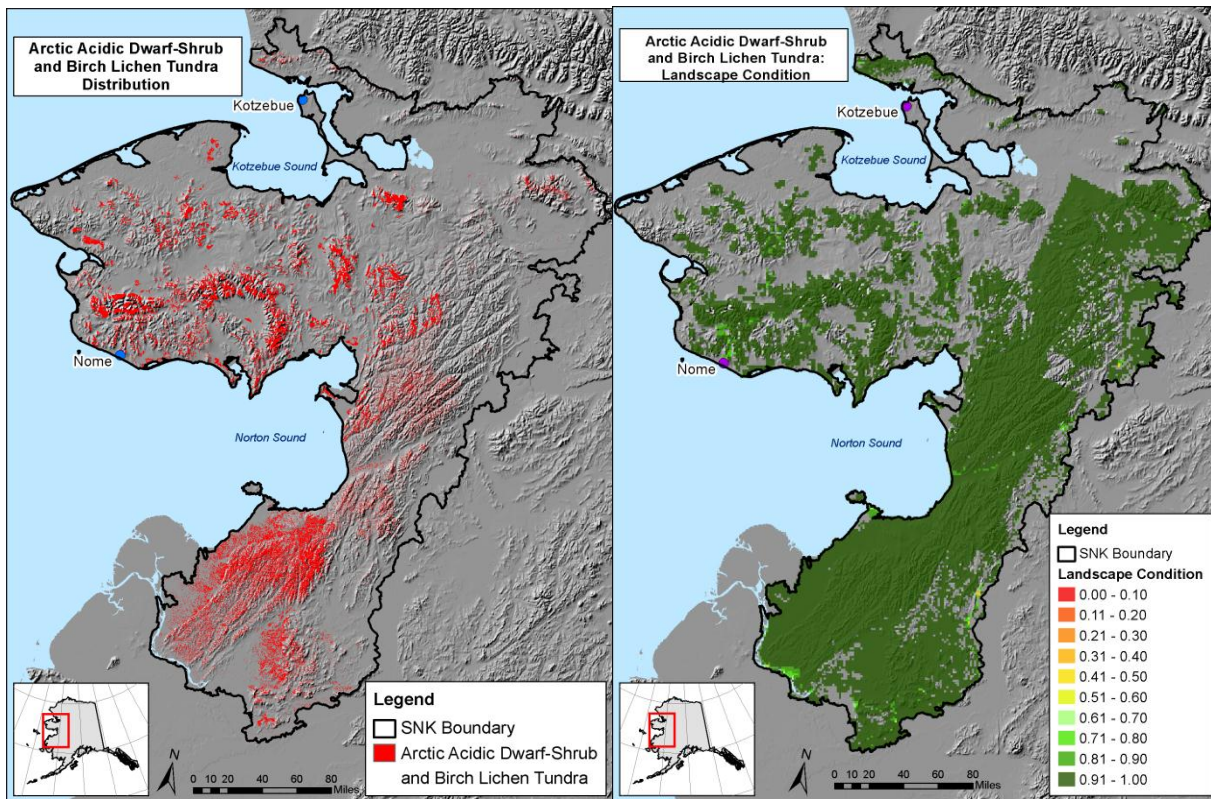 Arctic Acidic Dwarf-Shrub
and Birch Lichen Tundra
Distribution
Kotzebue
Kotzebue Sound
Nome
Norton Sound
Legend
SNK Boundary
Arctic Acidic Dwarf-Shrub
and Birch Lichen Tundra
N
0 10 20 40 60 80
Miles
Arctic Acidic Dwarf-Shrub
and Birch Lichen Tundra:
Landscape Condition
Kotzebue
Kotzebue Sound
Nome
Norton Sound
Legend
SNK Boundary
Landscape Condition
0.00 - 0.10
0.11 - 0.20
0.21 - 0.30
0.31 - 0.40
0.41 - 0.50
0.51 - 0.60
0.61 - 0.70
0.71 - 0.80
0.81 - 0.90
0.91 - 1.00
N
0 10 20 40 60 80
Miles